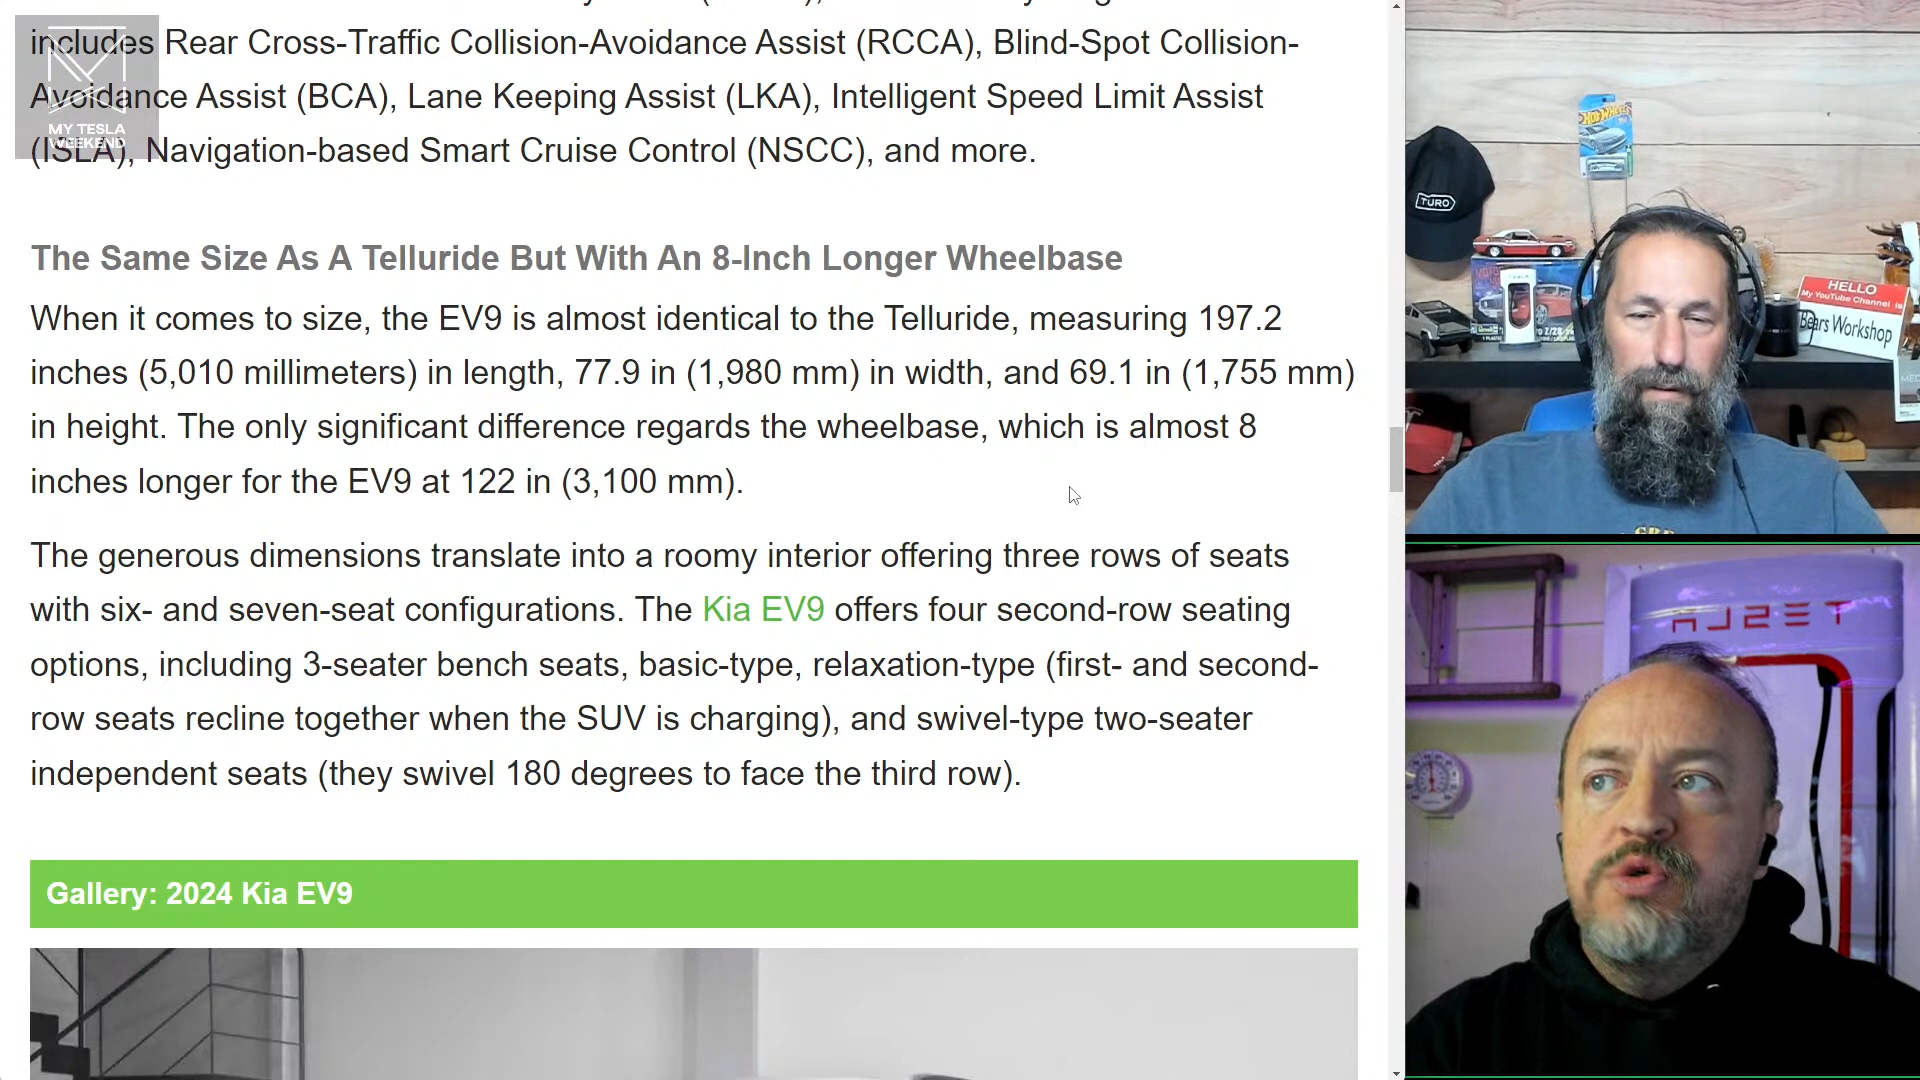 includes Rear Cross-Traffic Collision-Avoidance Assist (RCCA), Blind-Spot Collision-
Avoidance Assist (BCA), Lane Keeping Assist (LKA), Intelligent Speed Limit Assist
(ISLA), Navigation-based Smart Cruise Control (NSCC), and more.
MY TESLA
WEEKEND
The Same Size As A Telluride But With An 8-Inch Longer Wheelbase
When it comes to size, the EV9 is almost identical to the Telluride, measuring 197.2
inches (5,010 millimeters) in length, 77.9 in (1,980 mm) in width, and 69.1 in (1,755 mm)
in height. The only significant difference regards the wheelbase, which is almost 8
inches longer for the EV9 at 122 in (3,100 mm).
The generous dimensions translate into a roomy interior offering three rows of seats
with six- and seven-seat configurations. The Kia EV9 offers four second-row seating
options, including 3-seater bench seats, basic-type, relaxation-type (first- and second-
row seats recline together when the SUV is charging), and swivel-type two-seater
independent seats (they swivel 180 degrees to face the third row).
Gallery: 2024 Kia EV9
HOT WHEELS
TURO
HELLO
My YouTube Channel is
Bears Workshop
TESLA